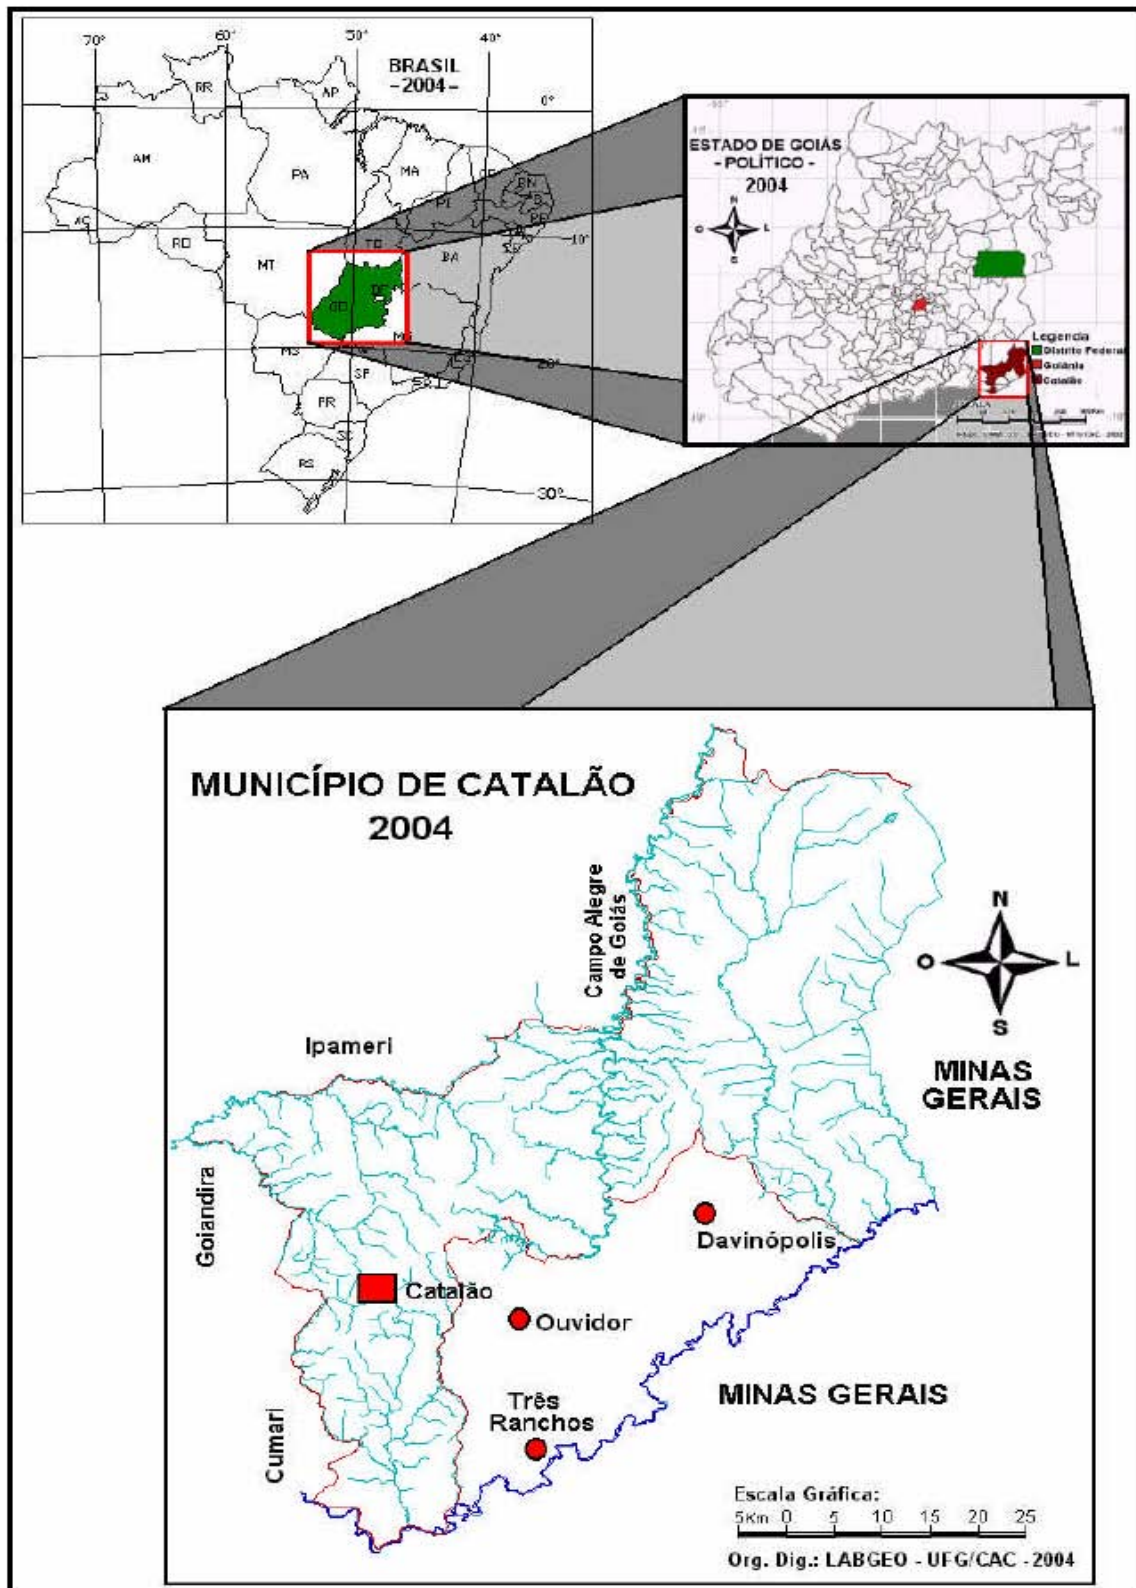 70°
60°
50°
40°
BRASIL
-2004-
0°
10°
20°
30°
RR
AP
AM
PA
MA
PI
RN
PE
AC
RO
MT
TO
BA
SE
GO
DF
MG
MS
SP
PR
SC
RS
ESTADO DE GOIÁS
- POLÍTICO -
2004
N
O
L
S
Legenda
Distrito Federal
Goiânia
Catalão
MUNICÍPIO DE CATALÃO
2004
Campo Alegre
de Goiás
N
O
L
S
Ipameri
MINAS
GERAIS
Goiandira
Davinópolis
Catalão
Ouvidor
MINAS GERAIS
Três
Ranchos
Cumari
Escala Gráfica:
5Km 0 5 10 15 20 25
Org. Dig.: LABGEO - UFG/CAC - 2004